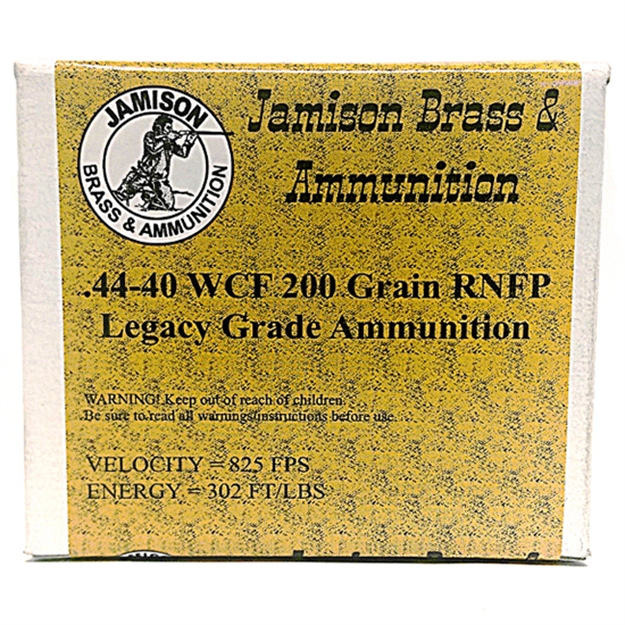 JAMISON
BRASS & AMMUNITION
Jamison Brass &
Ammunition
.44-40 WCF 200 Grain RNFP
Legacy Grade Ammunition
WARNING! Keep out of reach of children.
Be sure to read all warnings/instructions before use.
VELOCITY = 825 FPS
ENERGY = 302 FT/LBS